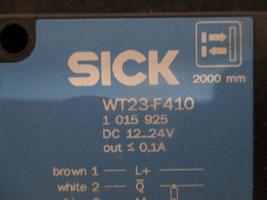 SICK
2000 mm
WT23-F410
1 015 925
DC 12...24V
out ≤ 0,1A
brown 1 L+
white 2 Q̅